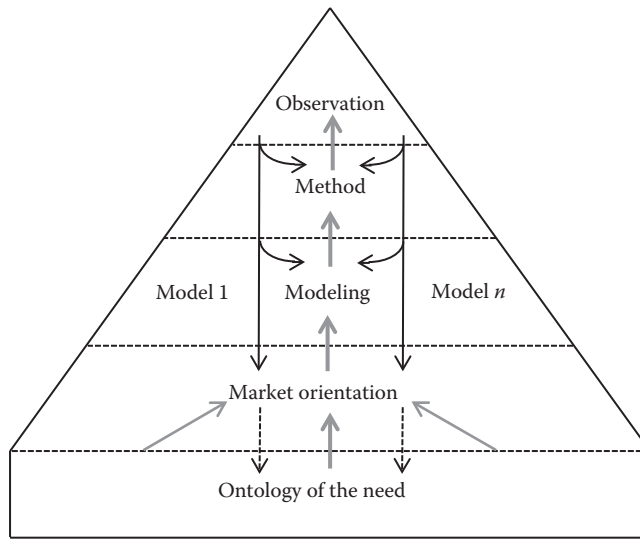 Observation
Method
Model 1
Modeling
Model n
Market orientation
Ontology of the need